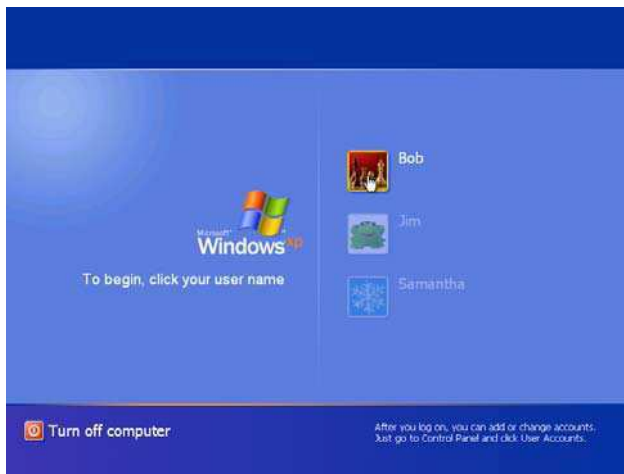 Bob
Jim
Samantha
Microsoft
Windows xp
To begin, click your user name
Turn off computer
After you log on, you can add or change accounts.
Just go to Control Panel and click User Accounts.